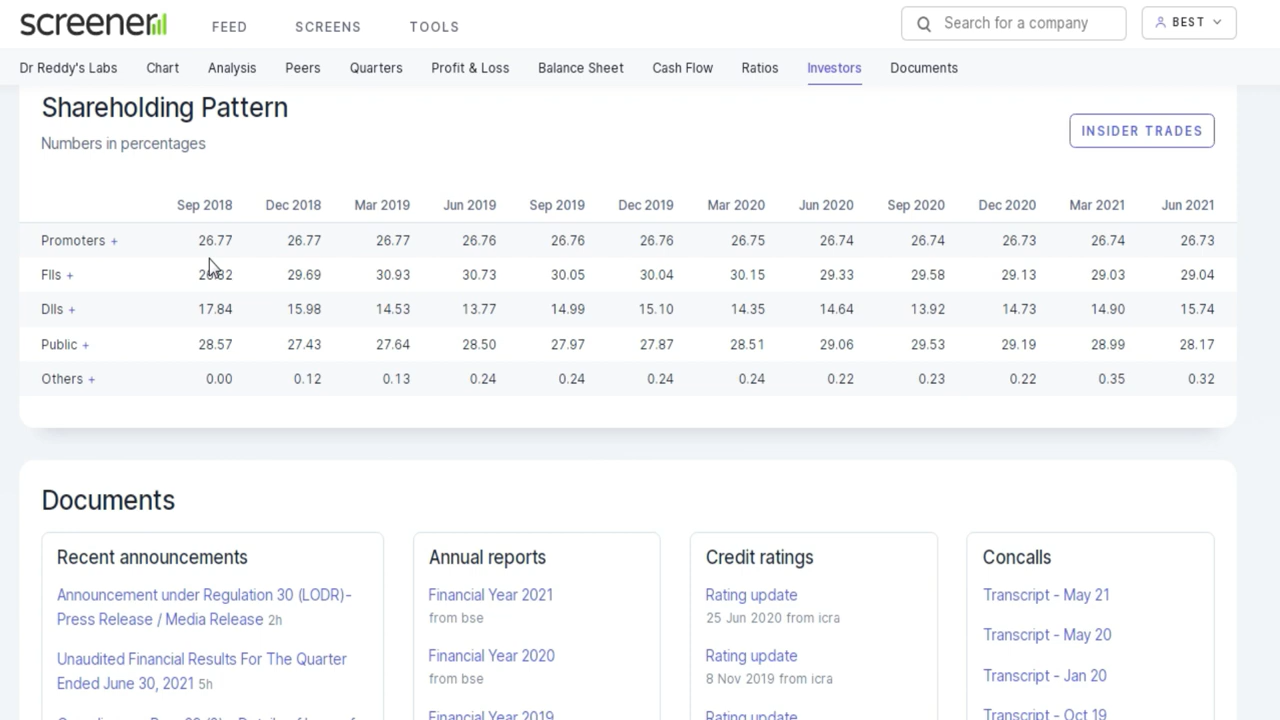 screener FEED SCREENS TOOLS Search for a company BEST
Dr Reddy's Labs Chart Analysis Peers Quarters Profit & Loss Balance Sheet Cash Flow Ratios Investors Documents
Shareholding Pattern
Numbers in percentages
INSIDER TRADES
Sep 2018 Dec 2018 Mar 2019 Jun 2019 Sep 2019 Dec 2019 Mar 2020 Jun 2020 Sep 2020 Dec 2020 Mar 2021 Jun 2021
Promoters + 26.77 26.77 26.77 26.76 26.76 26.76 26.75 26.74 26.74 26.73 26.74 26.73
FIIs + 29.69 30.93 30.73 30.05 30.04 30.15 29.33 29.58 29.13 29.03 29.04
DIIs + 17.84 15.98 14.53 13.77 14.99 15.10 14.35 14.64 13.92 14.73 14.90 15.74
Public + 28.57 27.43 27.64 28.50 27.97 27.87 28.51 29.06 29.53 29.19 28.99 28.17
Others + 0.00 0.12 0.13 0.24 0.24 0.24 0.24 0.22 0.23 0.22 0.35 0.32
Documents
Recent announcements
Announcement under Regulation 30 (LODR)-
Press Release / Media Release 2h
Unaudited Financial Results For The Quarter
Ended June 30, 2021 5h
Annual reports
Financial Year 2021
from bse
Financial Year 2020
from bse
Financial Year 2019
Credit ratings
Rating update
25 Jun 2020 from icra
Rating update
8 Nov 2019 from icra
Rating update
Concalls
Transcript - May 21
Transcript - May 20
Transcript - Jan 20
Transcript - Oct 19